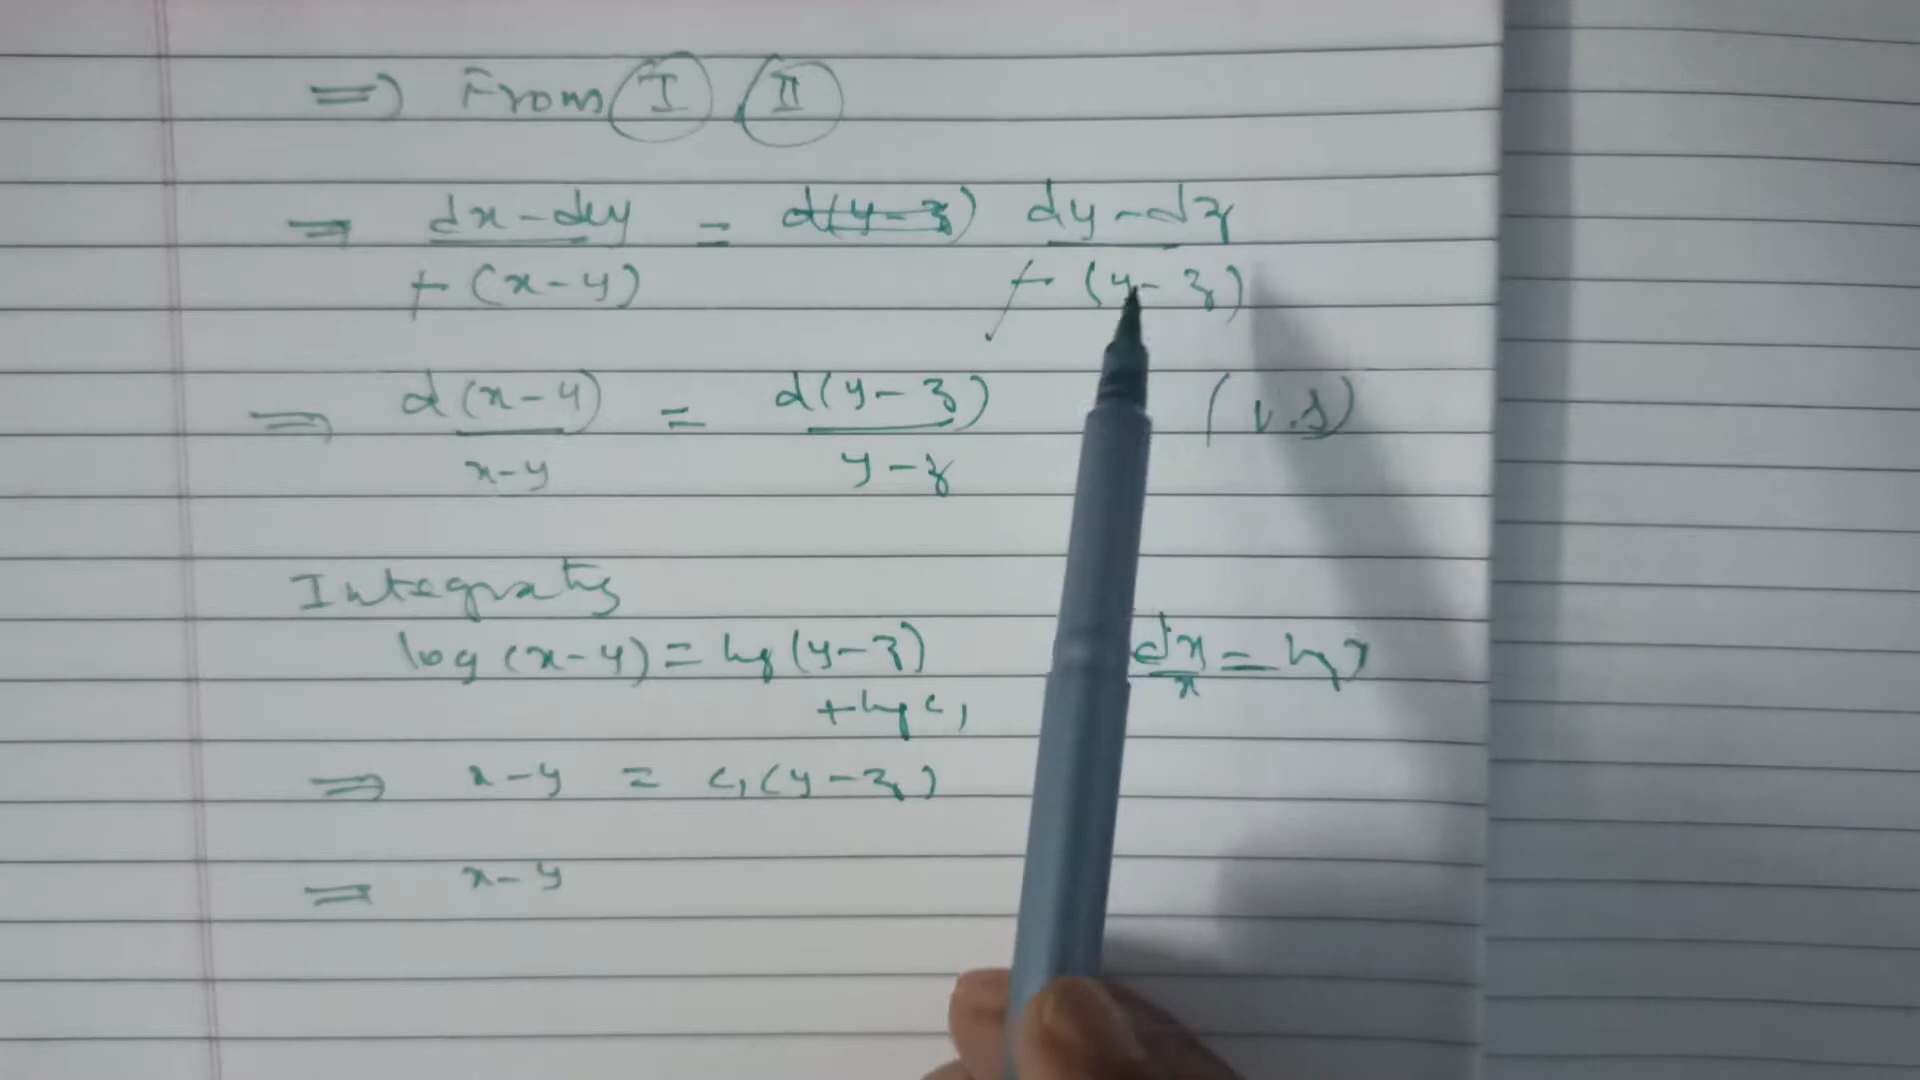 ⇒ From I, II
⇒ dx-dy / -(x-y) = d(y-z) dy-dz / -(y-z)
⇒ d(x-y) / x-y = d(y-z) / y-z (v.s)
Integrating
log(x-y) = log(y-z) dx/x = log x
+log c₁
⇒ x-y = c₁(y-z)
⇒ x-y